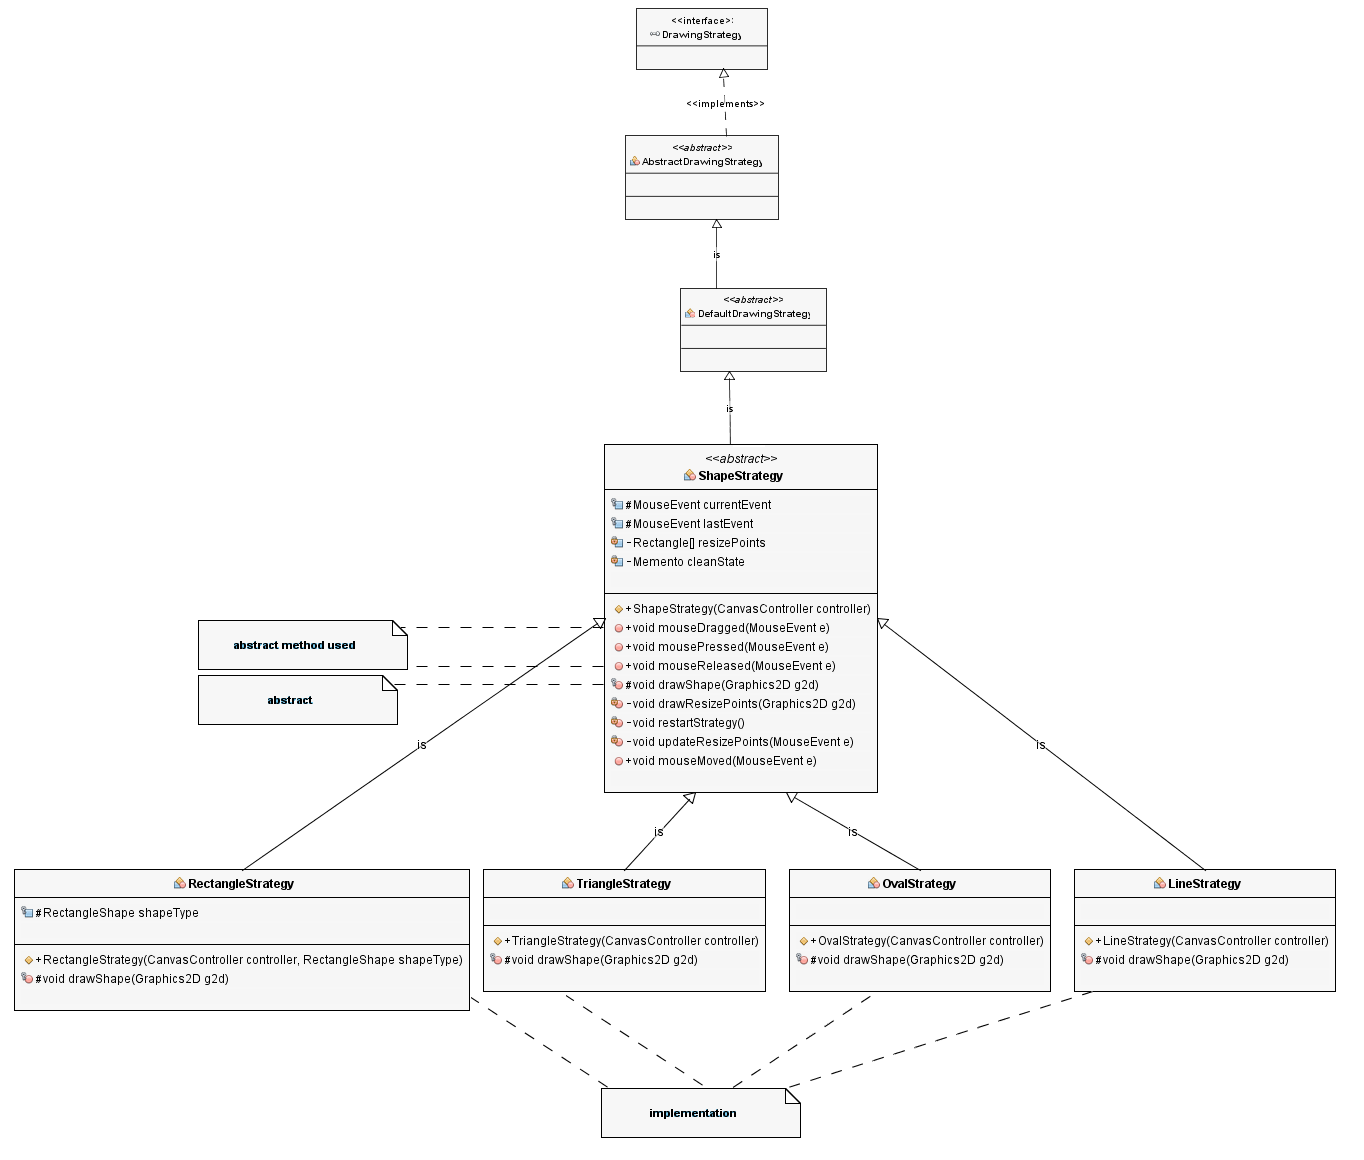 <<interface>>
DrawingStrategy
<<implements>>
<<abstract>>
AbstractDrawingStrategy
is
<<abstract>>
DefaultDrawingStrategy
is
<<abstract>>
ShapeStrategy
#MouseEvent currentEvent
#MouseEvent lastEvent
-Rectangle[] resizePoints
-Memento cleanState
+ShapeStrategy(CanvasController controller)
+void mouseDragged(MouseEvent e)
+void mousePressed(MouseEvent e)
+void mouseReleased(MouseEvent e)
#void drawShape(Graphics2D g2d)
-void drawResizePoints(Graphics2D g2d)
-void restartStrategy()
-void updateResizePoints(MouseEvent e)
+void mouseMoved(MouseEvent e)
abstract method used
abstract
is
is
is
is
RectangleStrategy
#RectangleShape shapeType
+RectangleStrategy(CanvasController controller, RectangleShape shapeType)
#void drawShape(Graphics2D g2d)
TriangleStrategy
+TriangleStrategy(CanvasController controller)
#void drawShape(Graphics2D g2d)
OvalStrategy
+OvalStrategy(CanvasController controller)
#void drawShape(Graphics2D g2d)
LineStrategy
+LineStrategy(CanvasController controller)
#void drawShape(Graphics2D g2d)
implementation